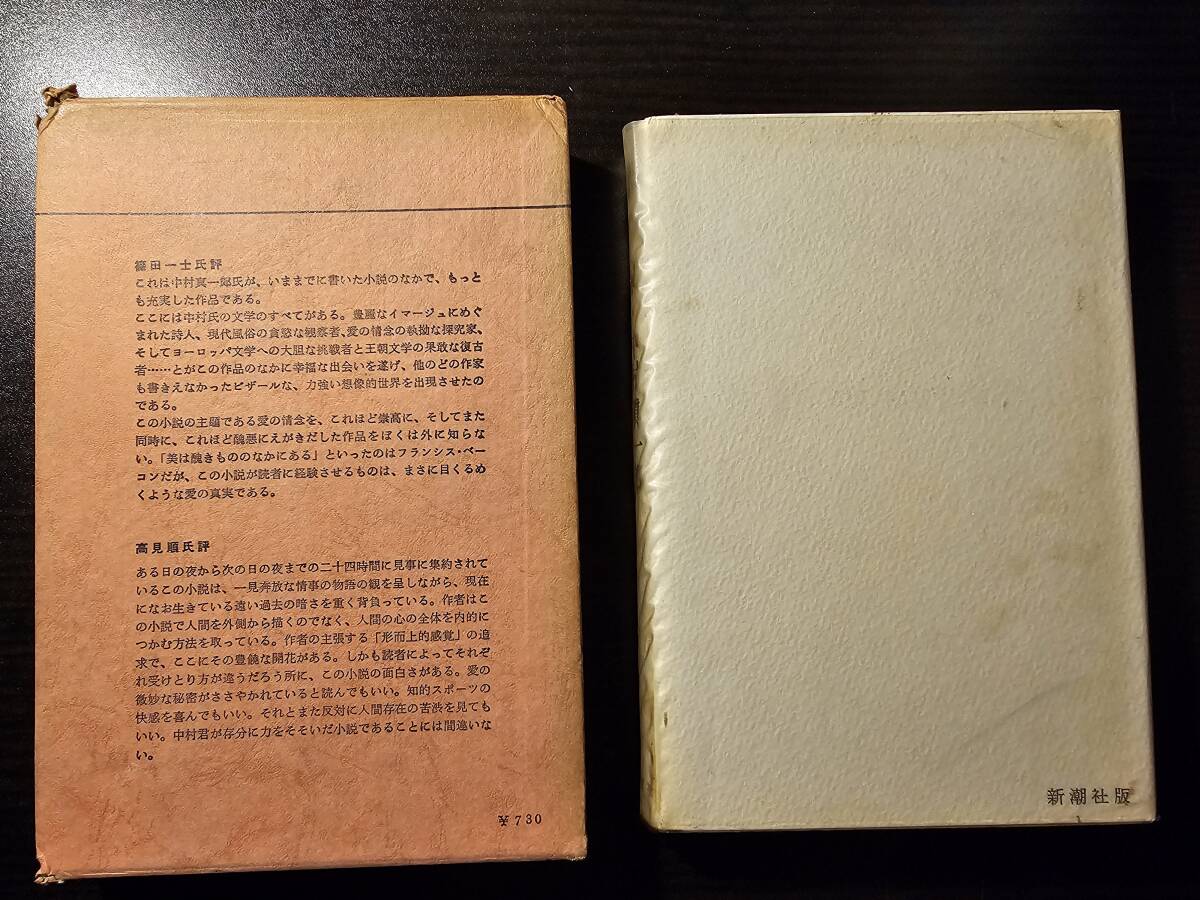 篠田一士氏評
これは中村真一郎氏が、いままでに書いた小説のなかで、もっと
も充実した作品である。
ここには中村氏の文学のすべてがある。豊麗なイマージュにめぐ
まれた詩人、現代風俗の貪慾な観察者、愛の情念の執拗な探究家、
そしてヨーロッパ文学への大胆な挑戦者と王朝文学の果敢な復古
者……とがこの作品のなかに幸福な出会いを遂げ、他のどの作家
も書きえなかったビザールな、力強い想像的世界を出現させたの
である。
この小説の主題である愛の情念を、これほど崇高に、そしてまた
同時に、これほど醜悪にえがきだした作品をぼくは外に知らな
い。「美は醜きもののなかにある」といったのはフランシス・ベー
コンだが、この小説が読者に経験させるものは、まさに目くるめ
くような愛の真実である。
高見順氏評
ある日の夜から次の日の夜までの二十四時間に見事に集約されて
いるこの小説は、一見奔放な情事の物語の観を呈しながら、現在
になお生きている遠い過去の暗さを重く背負っている。作者はこ
の小説で人間を外側から描くのでなく、人間の心の全体を内的に
つかむ方法を取っている。作者の主張する「形而上的感覚」の追
求で、ここにその豊饒な開花がある。しかも読者によってそれぞ
れ受けとり方が違うだろう所に、この小説の面白さがある。愛の
微妙な秘密がささやかれていると読んでもいい。知的スポーツの
快感を喜んでもいい。それとまた反対に人間存在の苦渋を見ても
いい。中村君が存分に力をそそいだ小説であることには間違いな
い。
¥730
新潮社版